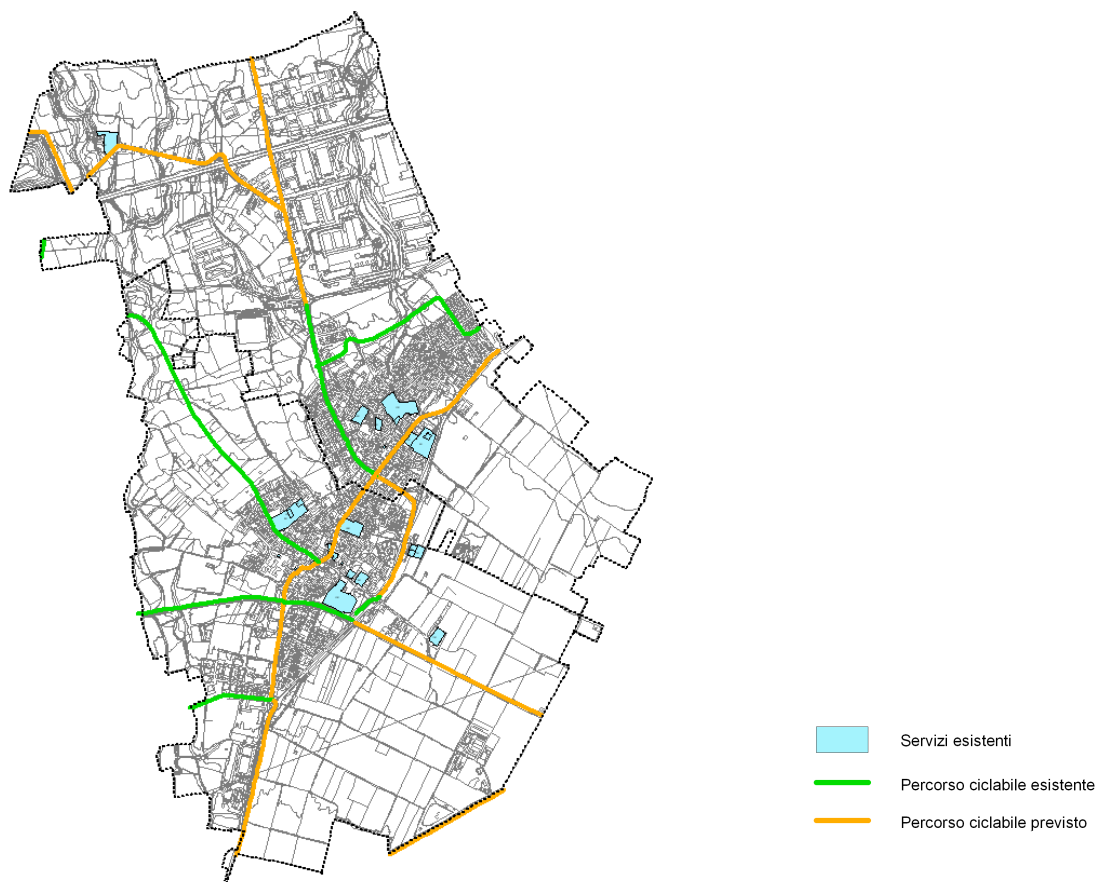 Servizi esistenti
Percorso ciclabile esistente
Percorso ciclabile previsto